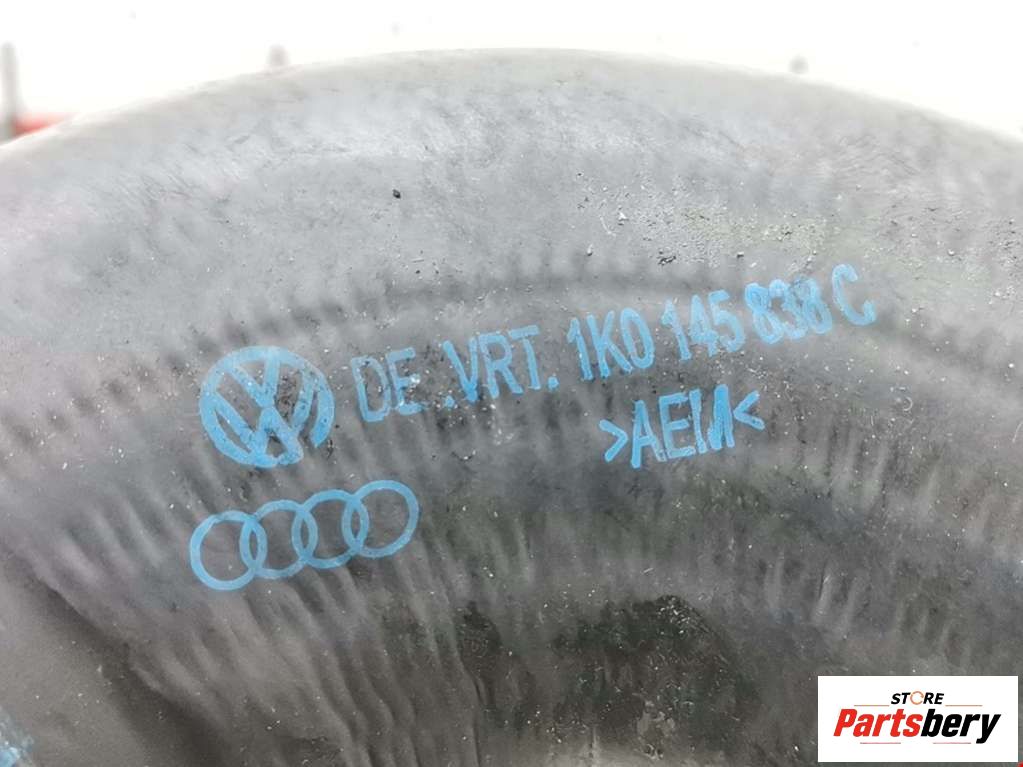 DE .VRT. 1K0 145 838 C
>AEM<
STORE
Partsbery